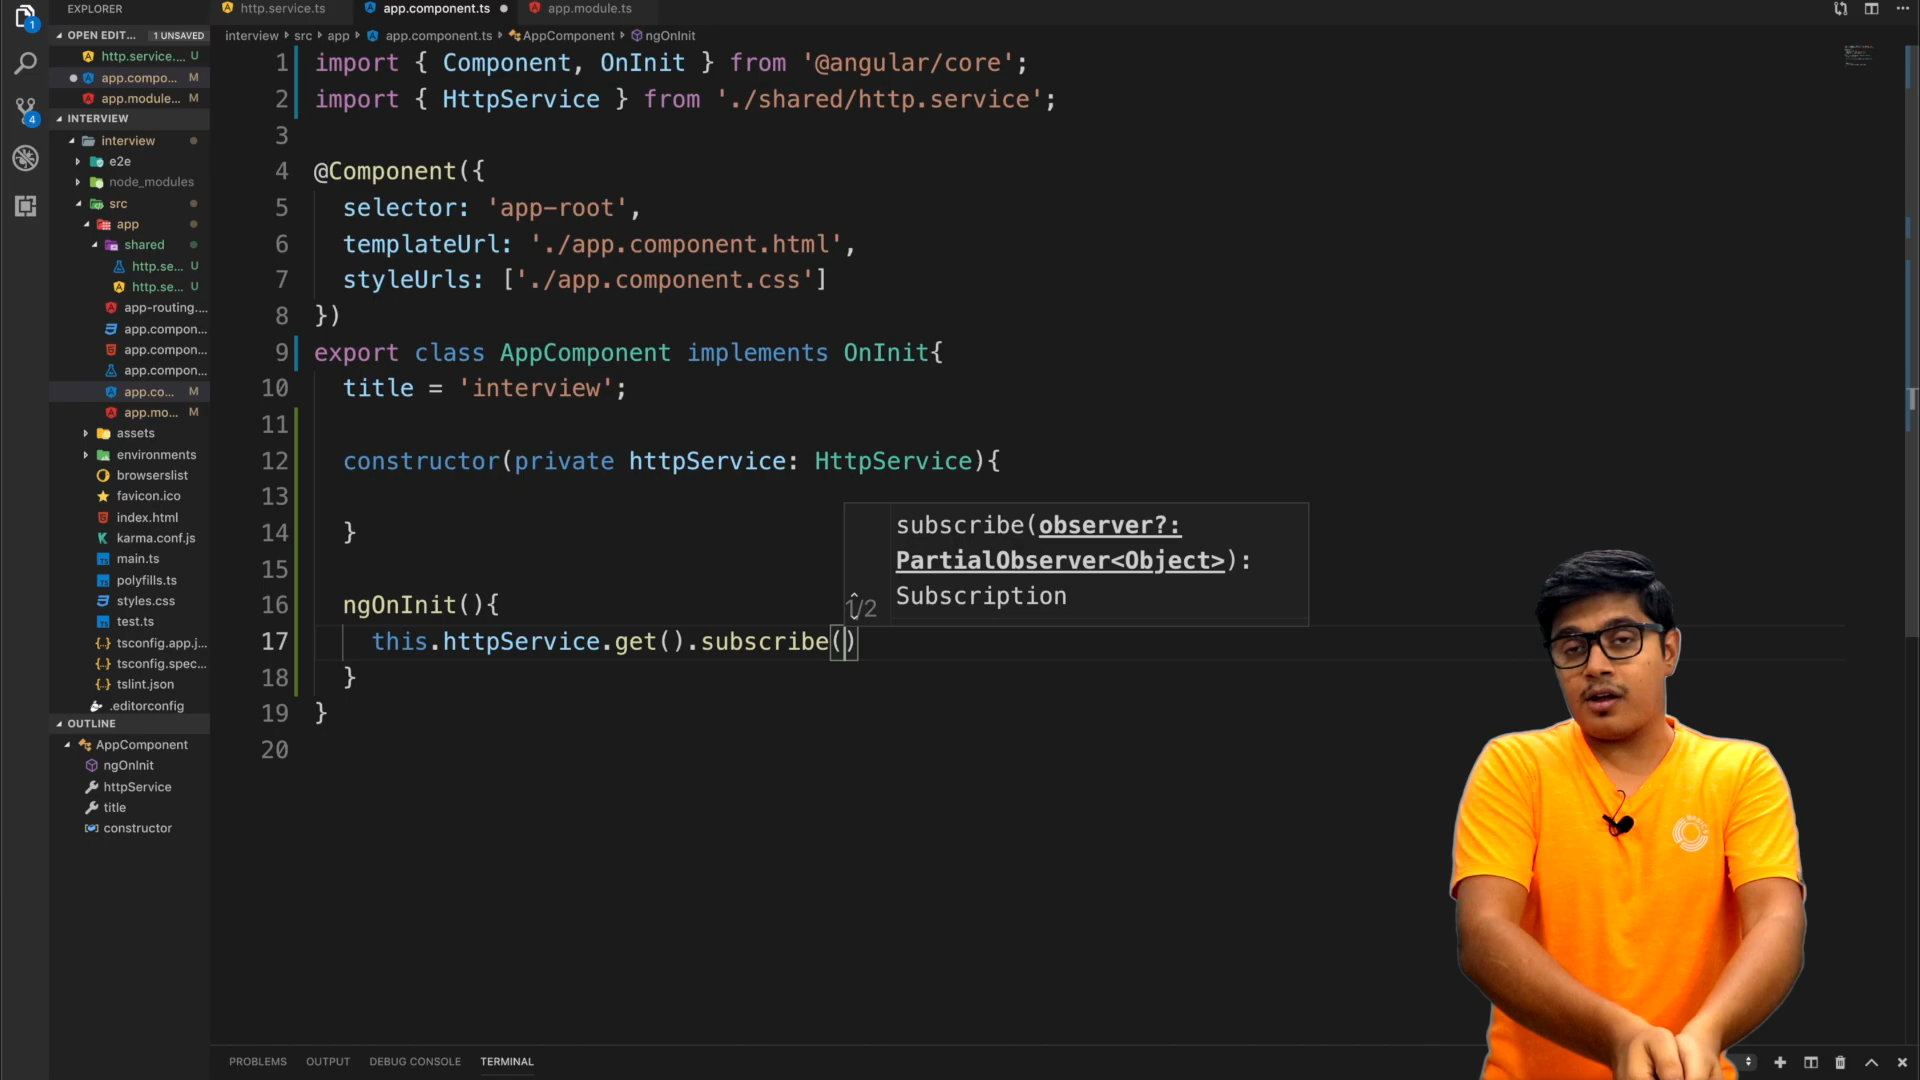 EXPLORER
http.service.ts
app.component.ts
app.module.ts
OPEN EDIT... 1 UNSAVED
http.service.... U
app.compo... M
app.module... M
INTERVIEW
interview
e2e
node_modules
src
app
shared
http.se... U
http.se... U
app-routing....
app.compon...
app.compon...
app.compon...
app.co... M
app.mo... M
assets
environments
browserslist
favicon.ico
index.html
karma.conf.js
main.ts
polyfills.ts
styles.css
test.ts
tsconfig.app.j...
tsconfig.spec...
tslint.json
.editorconfig
OUTLINE
AppComponent
ngOnInit
httpService
title
constructor
1
4
interview › src › app › app.component.ts › AppComponent › ngOnInit
1 import { Component, OnInit } from '@angular/core';
2 import { HttpService } from './shared/http.service';
3
4 @Component({
5 selector: 'app-root',
6 templateUrl: './app.component.html',
7 styleUrls: ['./app.component.css']
8 })
9 export class AppComponent implements OnInit{
10 title = 'interview';
11
12 constructor(private httpService: HttpService){
13
14 }
15
16 ngOnInit(){
17 this.httpService.get().subscribe()
18 }
19 }
20
subscribe(observer?:
PartialObserver<Object>):
1/2 Subscription
PROBLEMS OUTPUT DEBUG CONSOLE TERMINAL